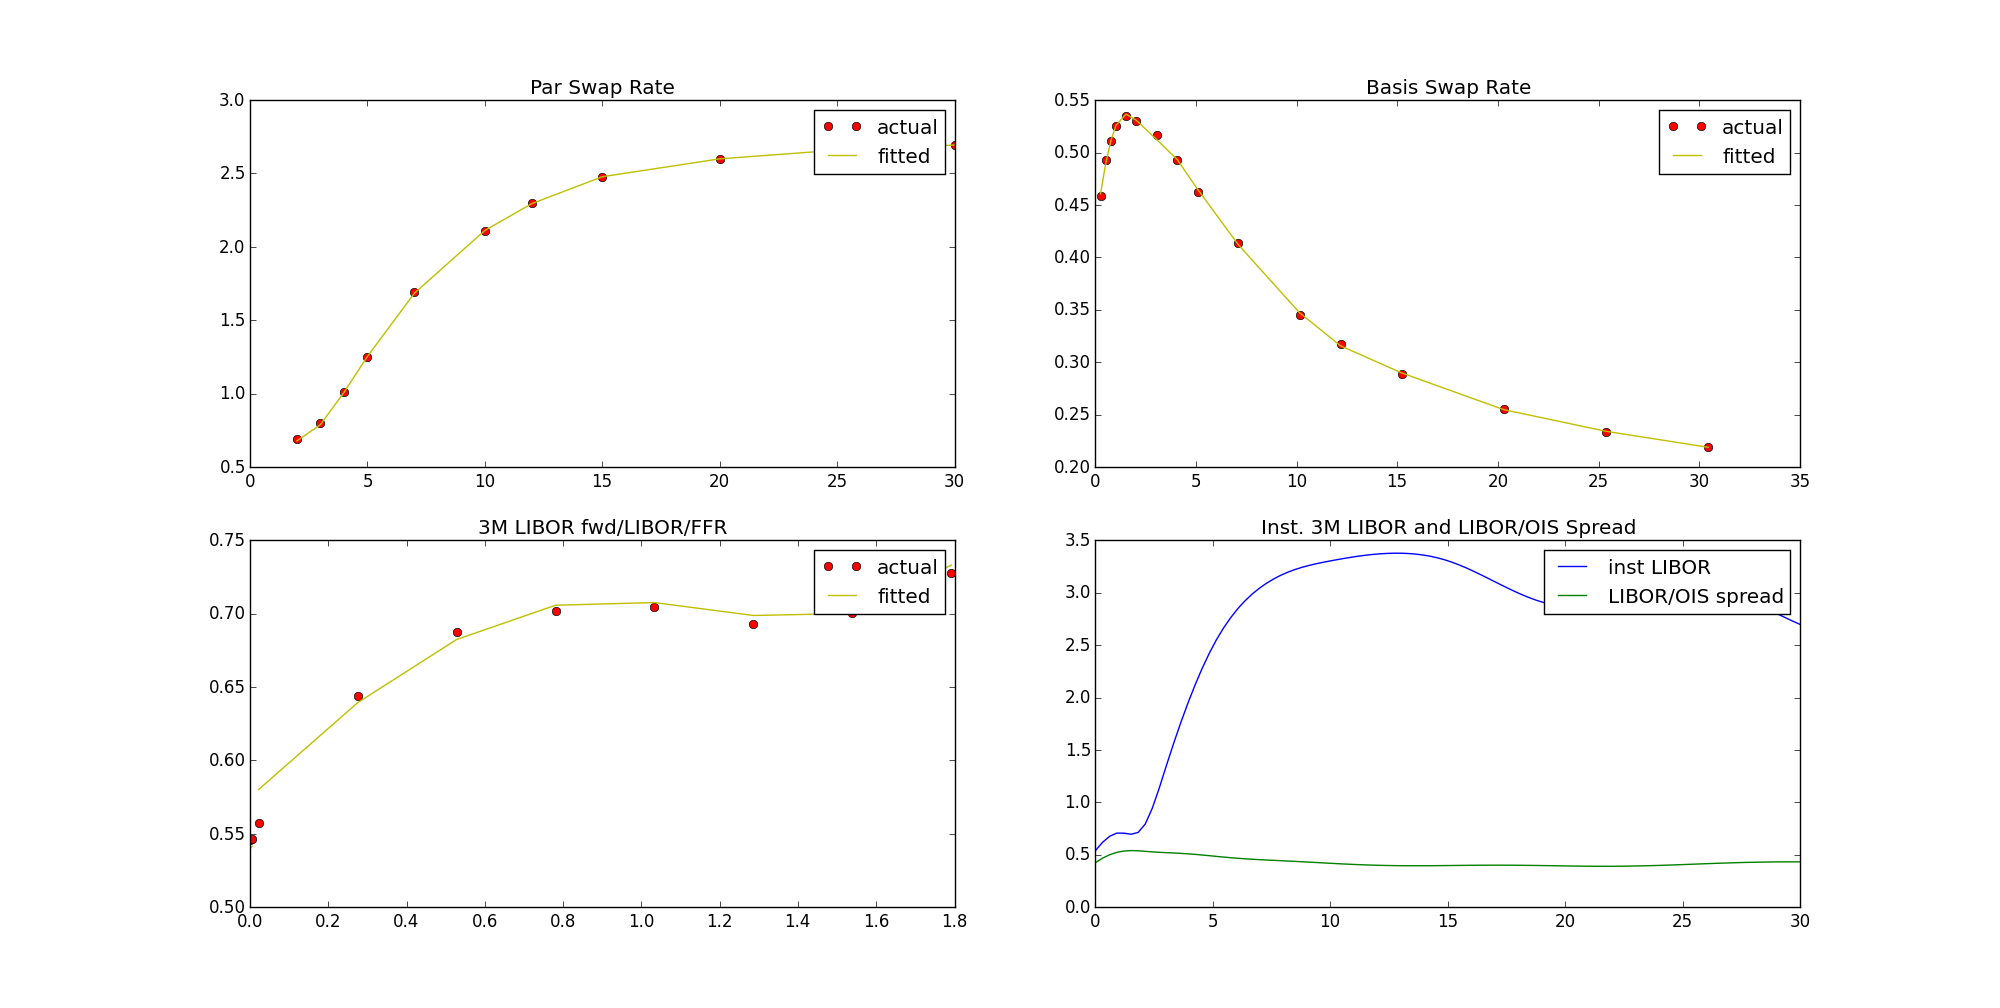 Par Swap Rate
3.0
2.5
2.0
1.5
1.0
0.5
0 5 10 15 20 25 30
actual
fitted
Basis Swap Rate
0.55
0.50
0.45
0.40
0.35
0.30
0.25
0.20
0 5 10 15 20 25 30 35
actual
fitted
3M LIBOR fwd/LIBOR/FFR
0.75
0.70
0.65
0.60
0.55
0.50
0.0 0.2 0.4 0.6 0.8 1.0 1.2 1.4 1.6 1.8
actual
fitted
Inst. 3M LIBOR and LIBOR/OIS Spread
3.5
3.0
2.5
2.0
1.5
1.0
0.5
0.0
0 5 10 15 20 25 30
inst LIBOR
LIBOR/OIS spread